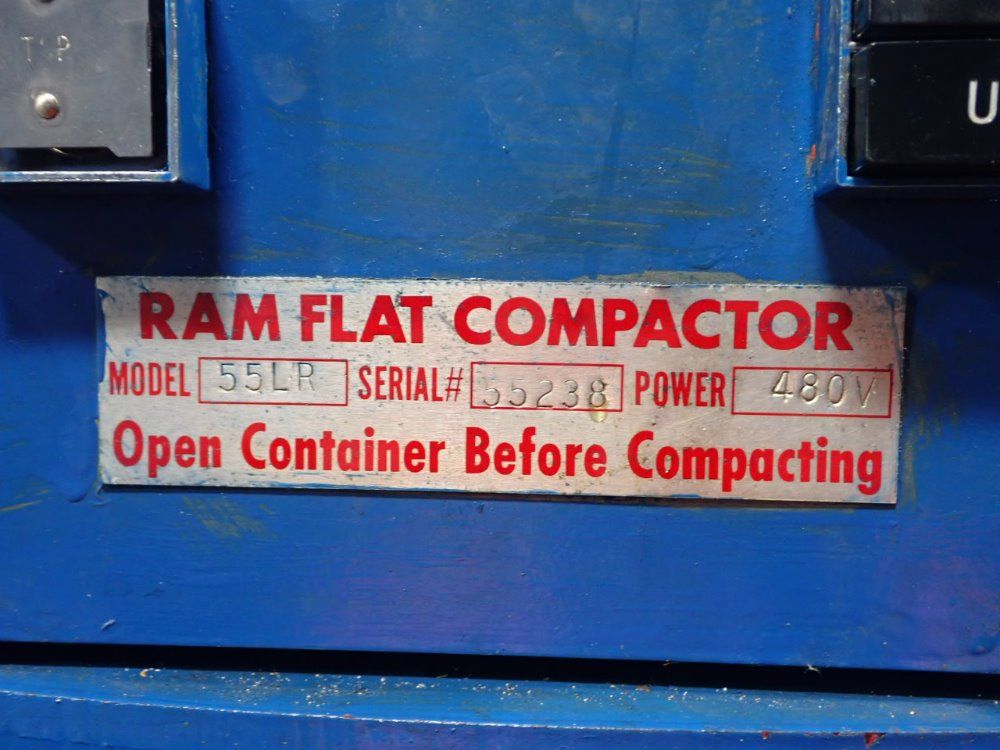 T P
U
RAM FLAT COMPACTOR
MODEL 55LR SERIAL# 55238 POWER 480V
Open Container Before Compacting